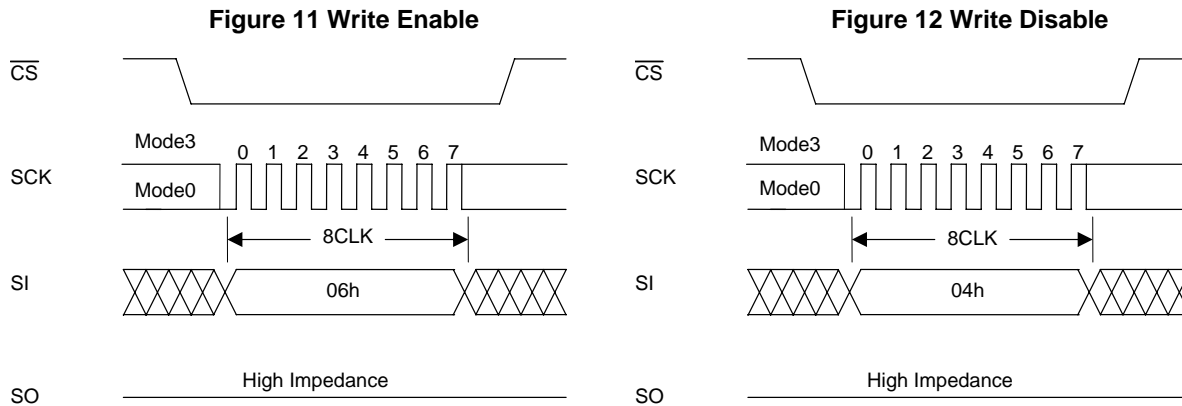 Figure 11 Write Enable
CS
Mode3
0 1 2 3 4 5 6 7
SCK
Mode0
8CLK
SI
06h
High Impedance
SO
Figure 12 Write Disable
CS
Mode3
0 1 2 3 4 5 6 7
SCK
Mode0
8CLK
SI
04h
High Impedance
SO